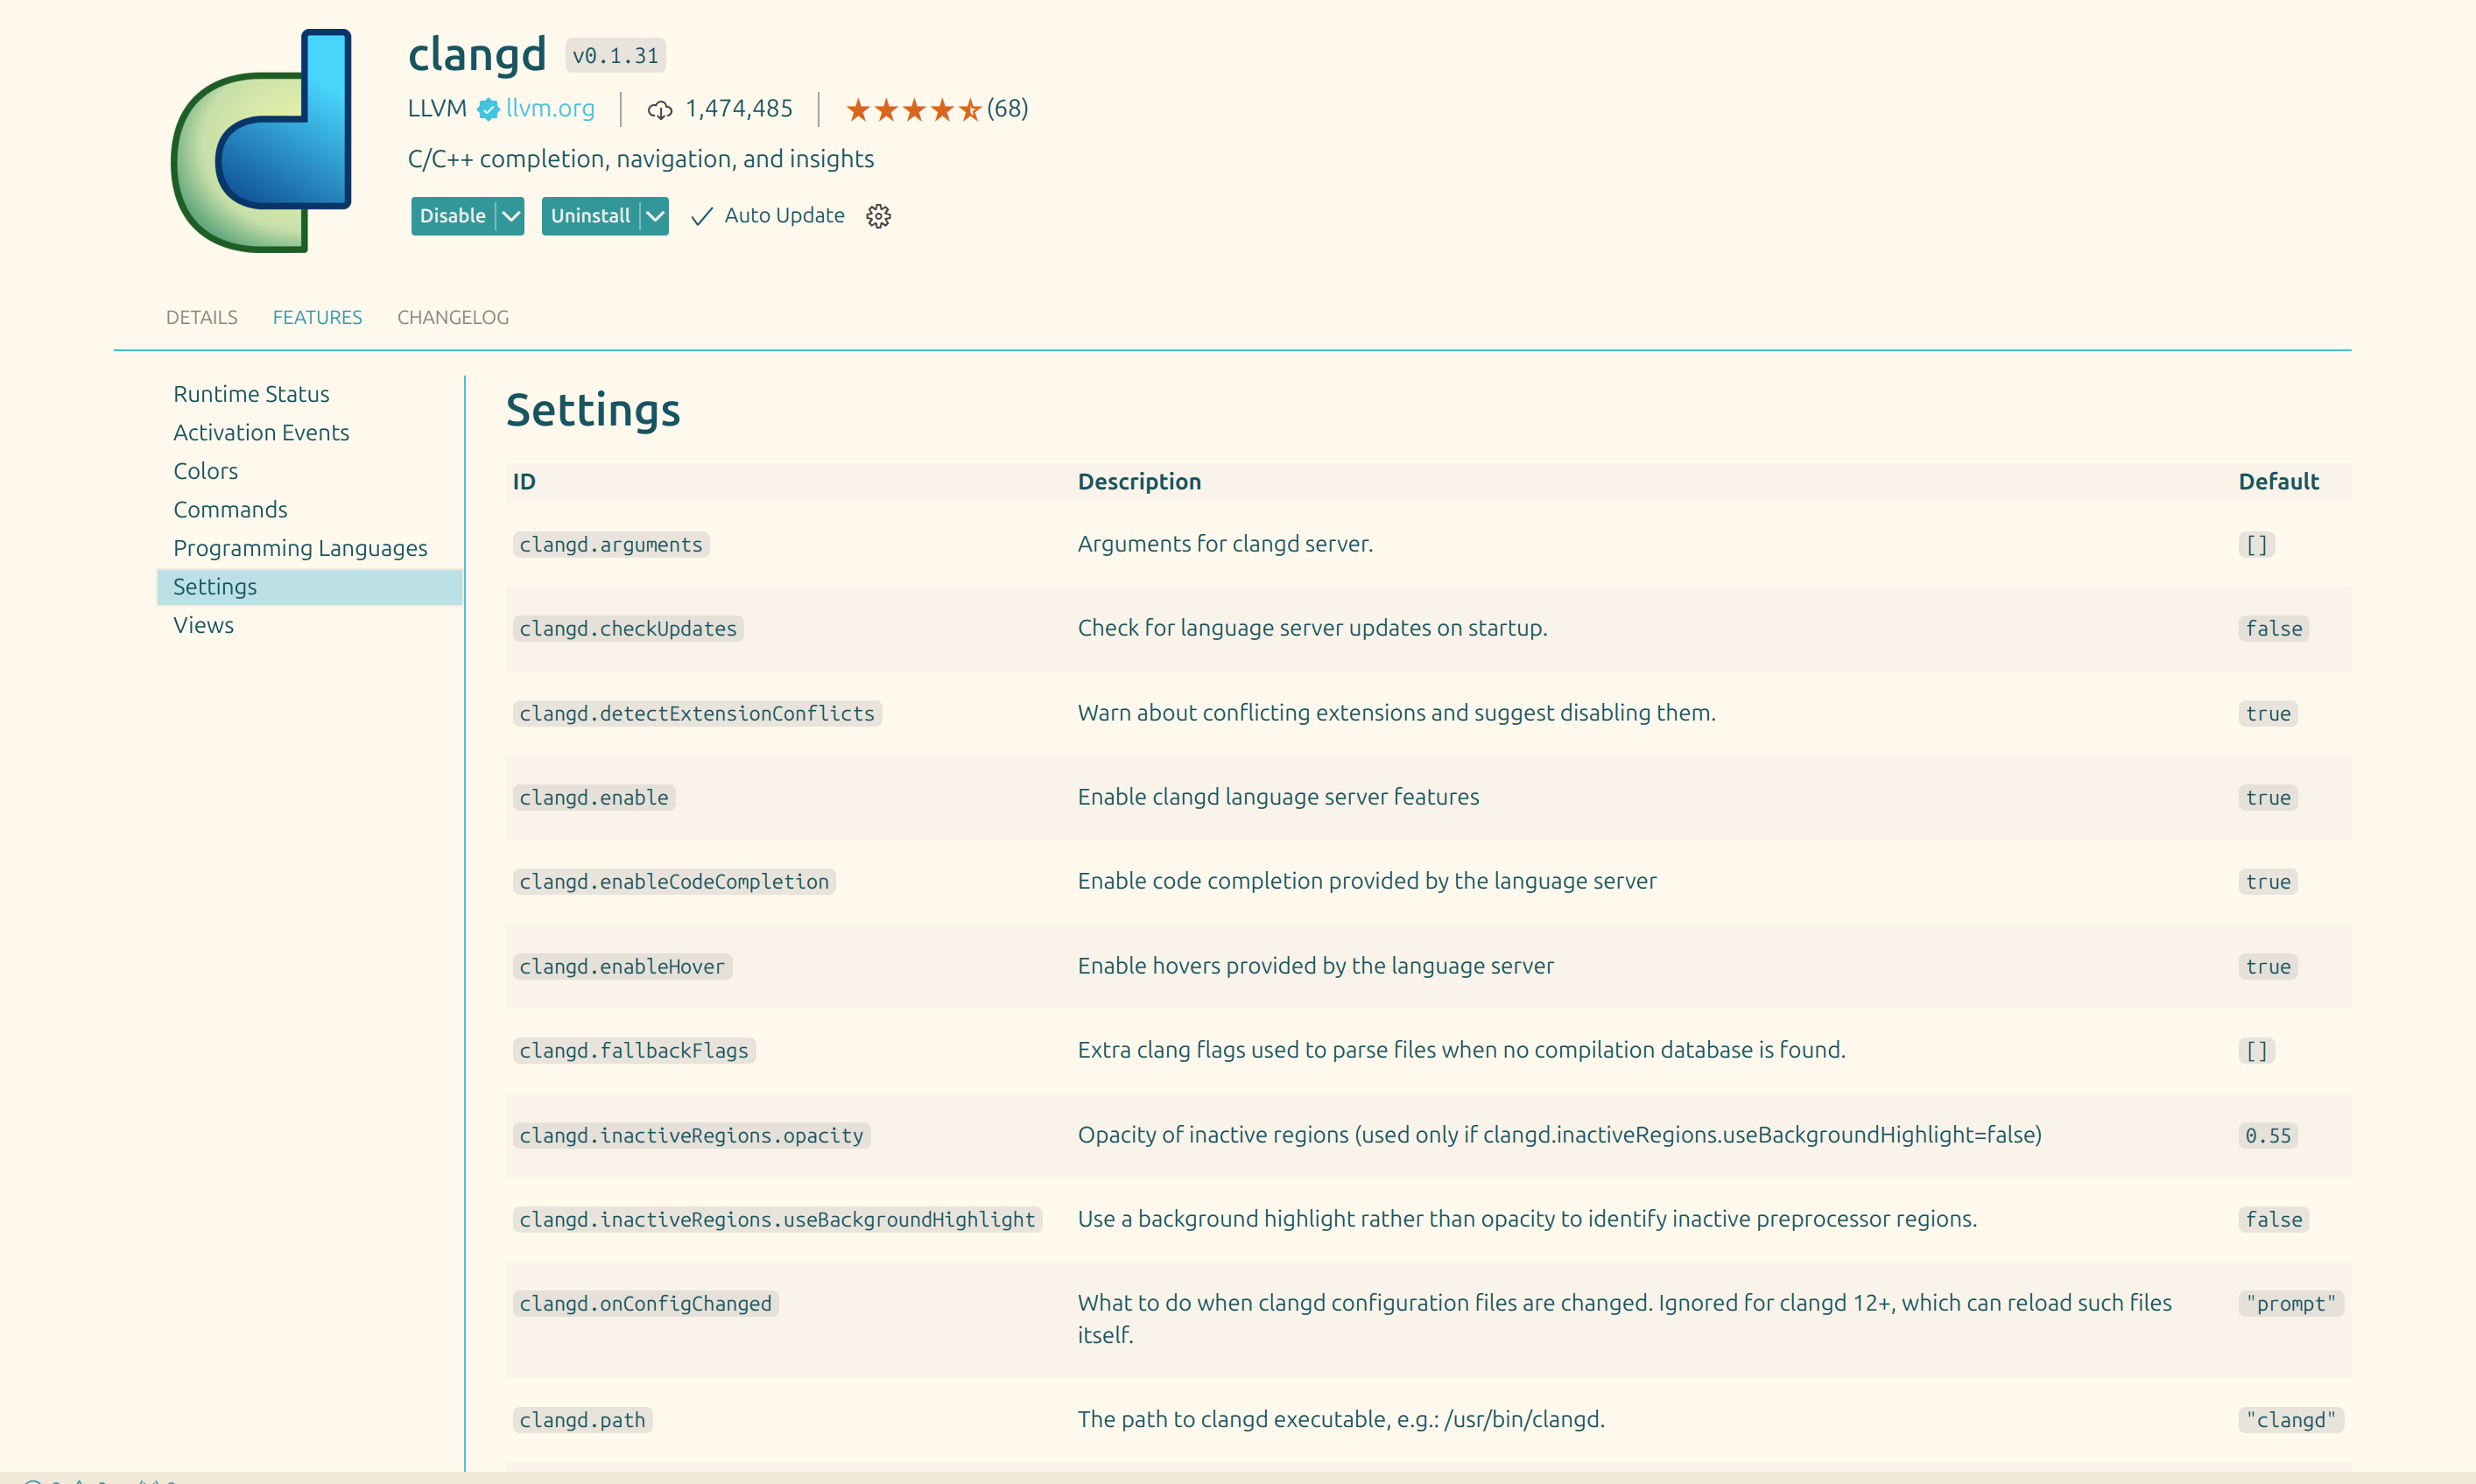 clangd v0.1.31
LLVM llvm.org 1,474,485 (68)
C/C++ completion, navigation, and insights
Disable Uninstall Auto Update
DETAILS FEATURES CHANGELOG
Runtime Status
Activation Events
Colors
Commands
Programming Languages
Settings
Views
Settings
ID Description Default
clangd.arguments Arguments for clangd server. []
clangd.checkUpdates Check for language server updates on startup. false
clangd.detectExtensionConflicts Warn about conflicting extensions and suggest disabling them. true
clangd.enable Enable clangd language server features true
clangd.enableCodeCompletion Enable code completion provided by the language server true
clangd.enableHover Enable hovers provided by the language server true
clangd.fallbackFlags Extra clang flags used to parse files when no compilation database is found. []
clangd.inactiveRegions.opacity Opacity of inactive regions (used only if clangd.inactiveRegions.useBackgroundHighlight=false) 0.55
clangd.inactiveRegions.useBackgroundHighlight Use a background highlight rather than opacity to identify inactive preprocessor regions. false
clangd.onConfigChanged What to do when clangd configuration files are changed. Ignored for clangd 12+, which can reload such files "prompt"
itself.
clangd.path The path to clangd executable, e.g.: /usr/bin/clangd. "clangd"